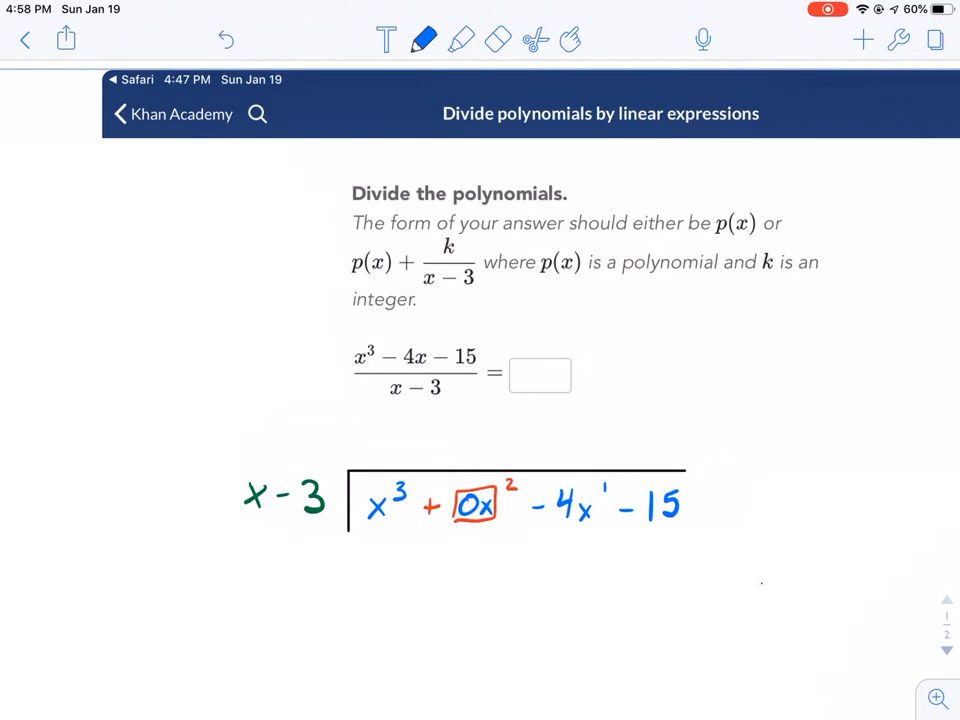 4:58 PM Sun Jan 19 60%
T
◀ Safari 4:47 PM Sun Jan 19
Khan Academy Divide polynomials by linear expressions
Divide the polynomials.
The form of your answer should either be p(x) or
p(x) + k/(x − 3) where p(x) is a polynomial and k is an
integer.
(x³ − 4x − 15)/(x − 3) =
x - 3 x³ + 0x² - 4x¹ - 15
1
2